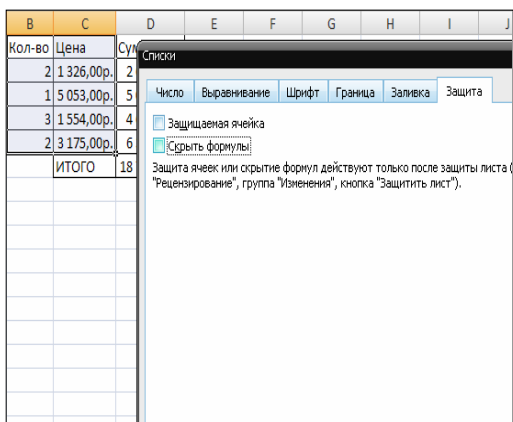 B C D E F G H I J
Кол-во Цена Сум
Списки
2 1 326,00р. 2
Число Выравнивание Шрифт Граница Заливка Защита
1 5 053,00р. 5
3 1 554,00р. 4
Защищаемая ячейка
2 3 175,00р. 6
Скрыть формулы
ИТОГО 18
Защита ячеек или скрытие формул действуют только после защиты листа (
"Рецензирование", группа "Изменения", кнопка "Защитить лист").